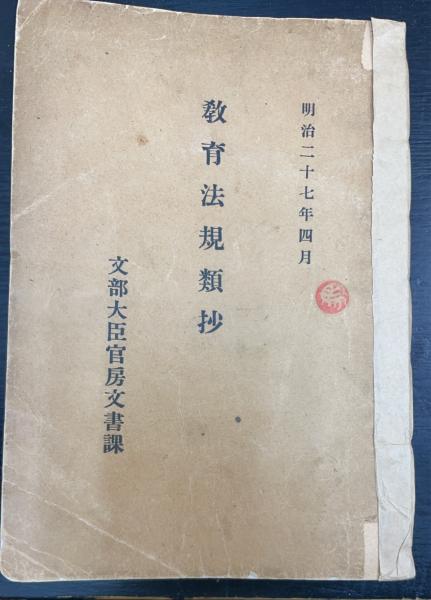 明治二十七年四月
教育法規類抄
文部大臣官房文書課